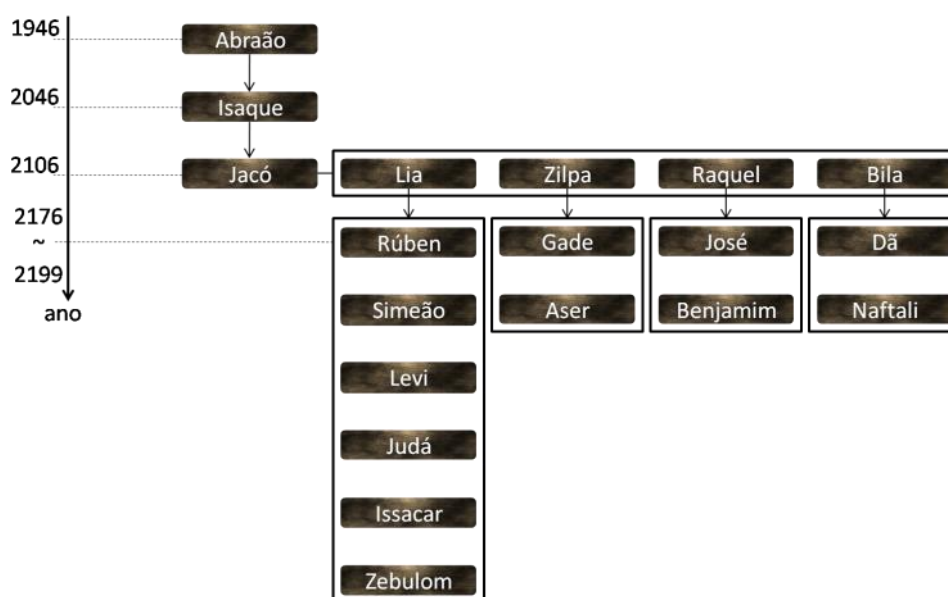 1946
Abraão
2046
Isaque
2106
Jacó
Lia
Zilpa
Raquel
Bila
2176
~
2199
ano
Rúben
Simeão
Levi
Judá
Issacar
Zebulom
Gade
Aser
José
Benjamim
Dã
Naftali